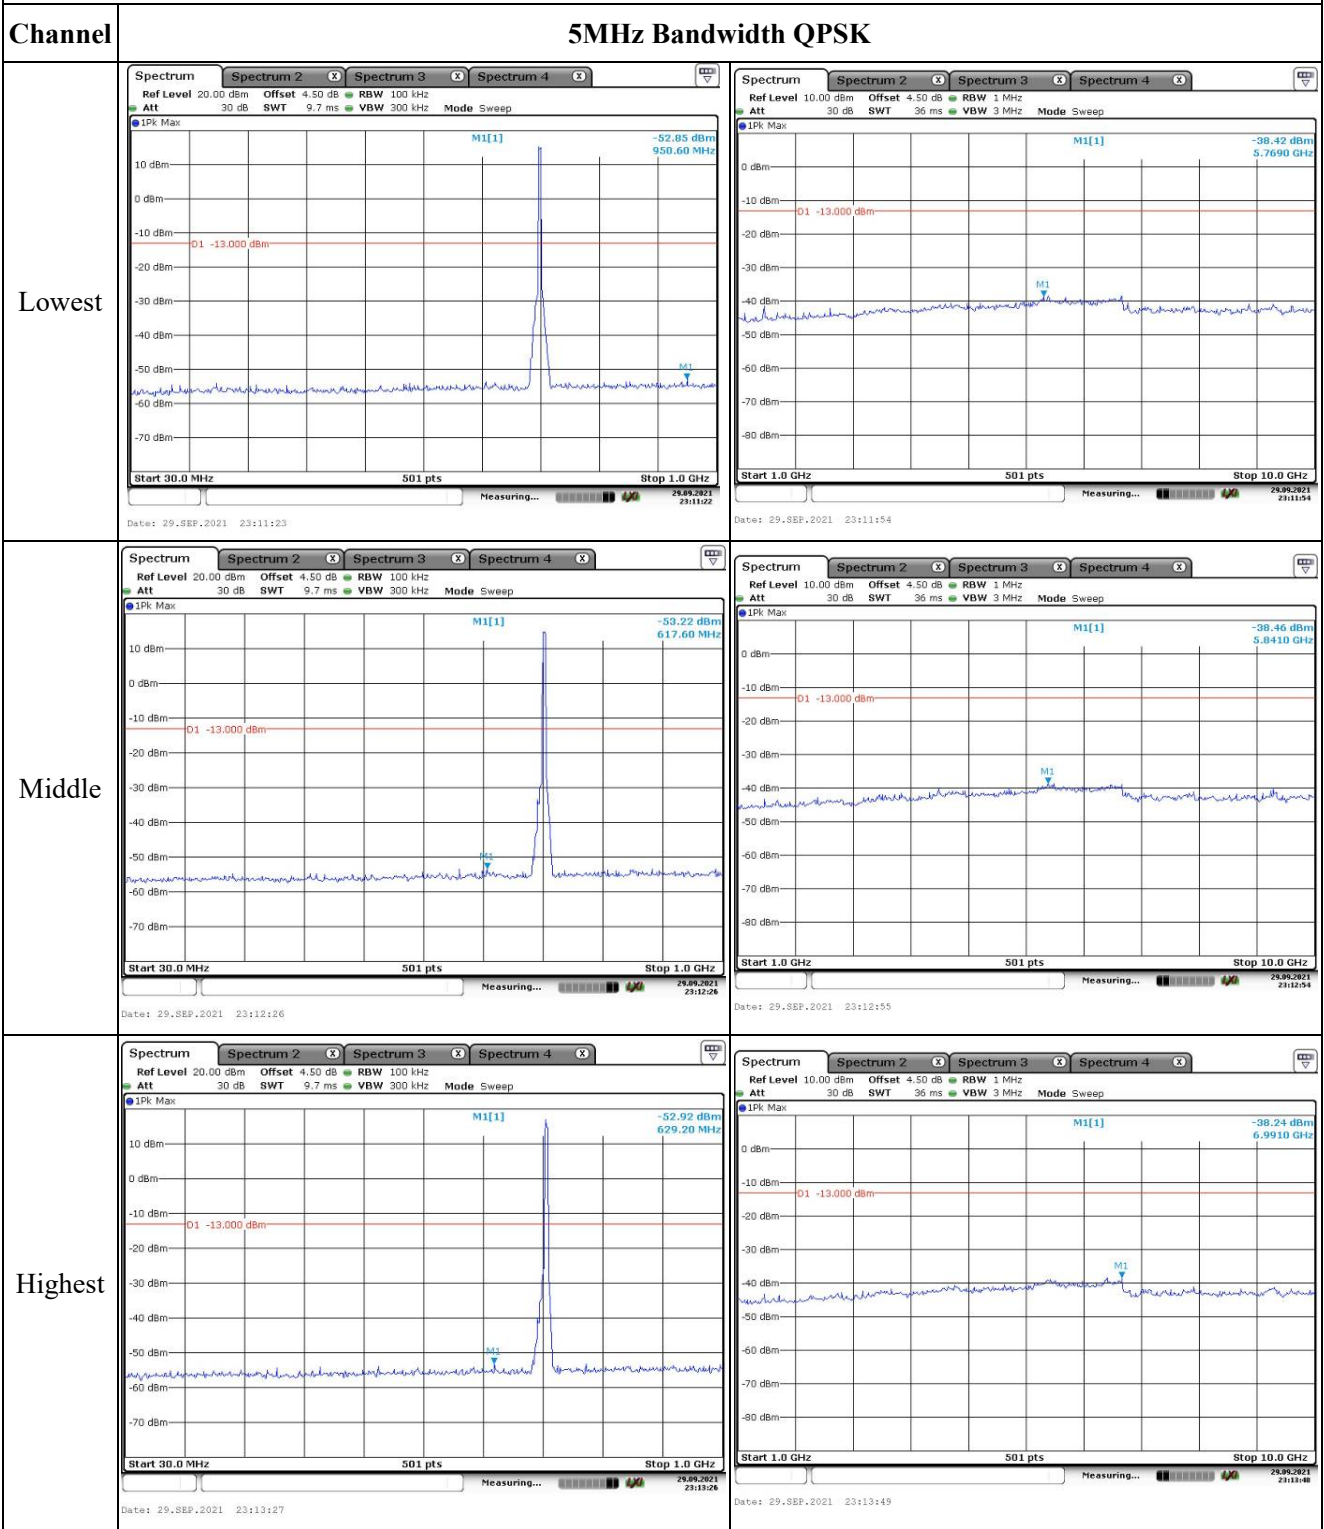 Channel 5MHz Bandwidth QPSK
Lowest
Spectrum Spectrum 2 X Spectrum 3 X Spectrum 4 X
Ref Level 20.00 dBm Offset 4.50 dB RBW 100 kHz
Att 30 dB SWT 9.7 ms VBW 300 kHz Mode Sweep
1Pk Max
M1[1] -52.85 dBm
950.60 MHz
10 dBm
0 dBm
-10 dBm
D1 -13.000 dBm
-20 dBm
-30 dBm
-40 dBm
-50 dBm
M1
-60 dBm
-70 dBm
Start 30.0 MHz 501 pts Stop 1.0 GHz
Measuring... 29.09.2021
23:11:22
Date: 29.SEP.2021 23:11:23
Spectrum Spectrum 2 X Spectrum 3 X Spectrum 4 X
Ref Level 10.00 dBm Offset 4.50 dB RBW 1 MHz
Att 30 dB SWT 36 ms VBW 3 MHz Mode Sweep
1Pk Max
M1[1] -38.42 dBm
5.7690 GHz
0 dBm
-10 dBm
D1 -13.000 dBm
-20 dBm
-30 dBm
M1
-40 dBm
-50 dBm
-60 dBm
-70 dBm
-80 dBm
Start 1.0 GHz 501 pts Stop 10.0 GHz
Measuring... 29.09.2021
23:11:54
Date: 29.SEP.2021 23:11:54
Middle
Spectrum Spectrum 2 X Spectrum 3 X Spectrum 4 X
Ref Level 20.00 dBm Offset 4.50 dB RBW 100 kHz
Att 30 dB SWT 9.7 ms VBW 300 kHz Mode Sweep
1Pk Max
M1[1] -53.22 dBm
617.60 MHz
10 dBm
0 dBm
-10 dBm
D1 -13.000 dBm
-20 dBm
-30 dBm
-40 dBm
-50 dBm
M1
-60 dBm
-70 dBm
Start 30.0 MHz 501 pts Stop 1.0 GHz
Measuring... 29.09.2021
23:12:26
Date: 29.SEP.2021 23:12:26
Spectrum Spectrum 2 X Spectrum 3 X Spectrum 4 X
Ref Level 10.00 dBm Offset 4.50 dB RBW 1 MHz
Att 30 dB SWT 36 ms VBW 3 MHz Mode Sweep
1Pk Max
M1[1] -38.46 dBm
5.8410 GHz
0 dBm
-10 dBm
D1 -13.000 dBm
-20 dBm
-30 dBm
M1
-40 dBm
-50 dBm
-60 dBm
-70 dBm
-80 dBm
Start 1.0 GHz 501 pts Stop 10.0 GHz
Measuring... 29.09.2021
23:12:54
Date: 29.SEP.2021 23:12:55
Highest
Spectrum Spectrum 2 X Spectrum 3 X Spectrum 4 X
Ref Level 20.00 dBm Offset 4.50 dB RBW 100 kHz
Att 30 dB SWT 9.7 ms VBW 300 kHz Mode Sweep
1Pk Max
M1[1] -52.92 dBm
629.20 MHz
10 dBm
0 dBm
-10 dBm
D1 -13.000 dBm
-20 dBm
-30 dBm
-40 dBm
-50 dBm
M1
-60 dBm
-70 dBm
Start 30.0 MHz 501 pts Stop 1.0 GHz
Measuring... 29.09.2021
23:13:26
Date: 29.SEP.2021 23:13:27
Spectrum Spectrum 2 X Spectrum 3 X Spectrum 4 X
Ref Level 10.00 dBm Offset 4.50 dB RBW 1 MHz
Att 30 dB SWT 36 ms VBW 3 MHz Mode Sweep
1Pk Max
M1[1] -38.24 dBm
6.9910 GHz
0 dBm
-10 dBm
D1 -13.000 dBm
-20 dBm
-30 dBm
M1
-40 dBm
-50 dBm
-60 dBm
-70 dBm
-80 dBm
Start 1.0 GHz 501 pts Stop 10.0 GHz
Measuring... 29.09.2021
23:13:48
Date: 29.SEP.2021 23:13:49